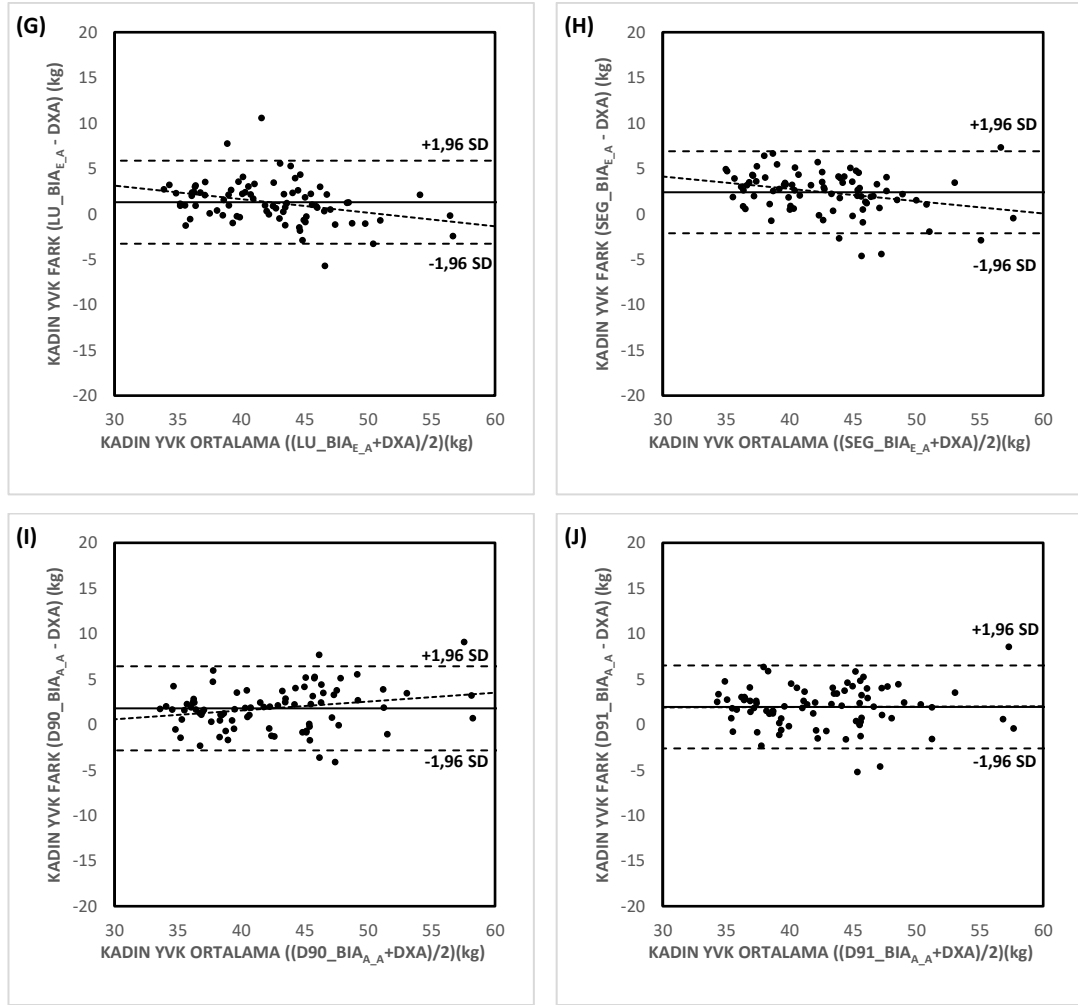 (G)
KADIN YVK FARK (LU_BIAE_A - DXA) (kg)
20
15
10
5
0
-5
-10
-15
-20
+1,96 SD
-1,96 SD
30 35 40 45 50 55 60
KADIN YVK ORTALAMA ((LU_BIAE_A+DXA)/2)(kg)
(H)
KADIN YVK FARK (SEG_BIAE_A - DXA) (kg)
20
15
10
5
0
-5
-10
-15
-20
+1,96 SD
-1,96 SD
30 35 40 45 50 55 60
KADIN YVK ORTALAMA ((SEG_BIAE_A+DXA)/2)(kg)
(I)
KADIN YVK FARK (D90_BIAA_A - DXA) (kg)
20
15
10
5
0
-5
-10
-15
-20
+1,96 SD
-1,96 SD
30 35 40 45 50 55 60
KADIN YVK ORTALAMA ((D90_BIAA_A+DXA)/2)(kg)
(J)
KADIN YVK FARK (D91_BIAA_A - DXA) (kg)
20
15
10
5
0
-5
-10
-15
-20
+1,96 SD
-1,96 SD
30 35 40 45 50 55 60
KADIN YVK ORTALAMA ((D91_BIAA_A+DXA)/2)(kg)